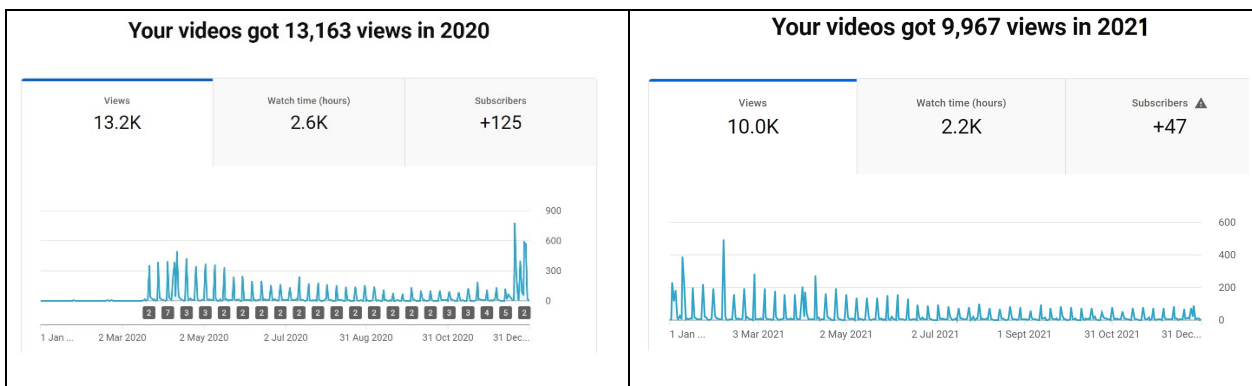 Your videos got 13,163 views in 2020
Views
Watch time (hours)
Subscribers
13.2K
2.6K
+125
900
600
300
0
2 7 3 3 2 2 2 2 2 2 2 2 2 2 2 2 3 3 4 5 2
1 Jan ...
2 Mar 2020
2 May 2020
2 Jul 2020
31 Aug 2020
31 Oct 2020
31 Dec...
Your videos got 9,967 views in 2021
Views
Watch time (hours)
Subscribers
10.0K
2.2K
+47
600
400
200
0
1 Jan ...
3 Mar 2021
2 May 2021
2 Jul 2021
1 Sept 2021
31 Oct 2021
31 Dec...